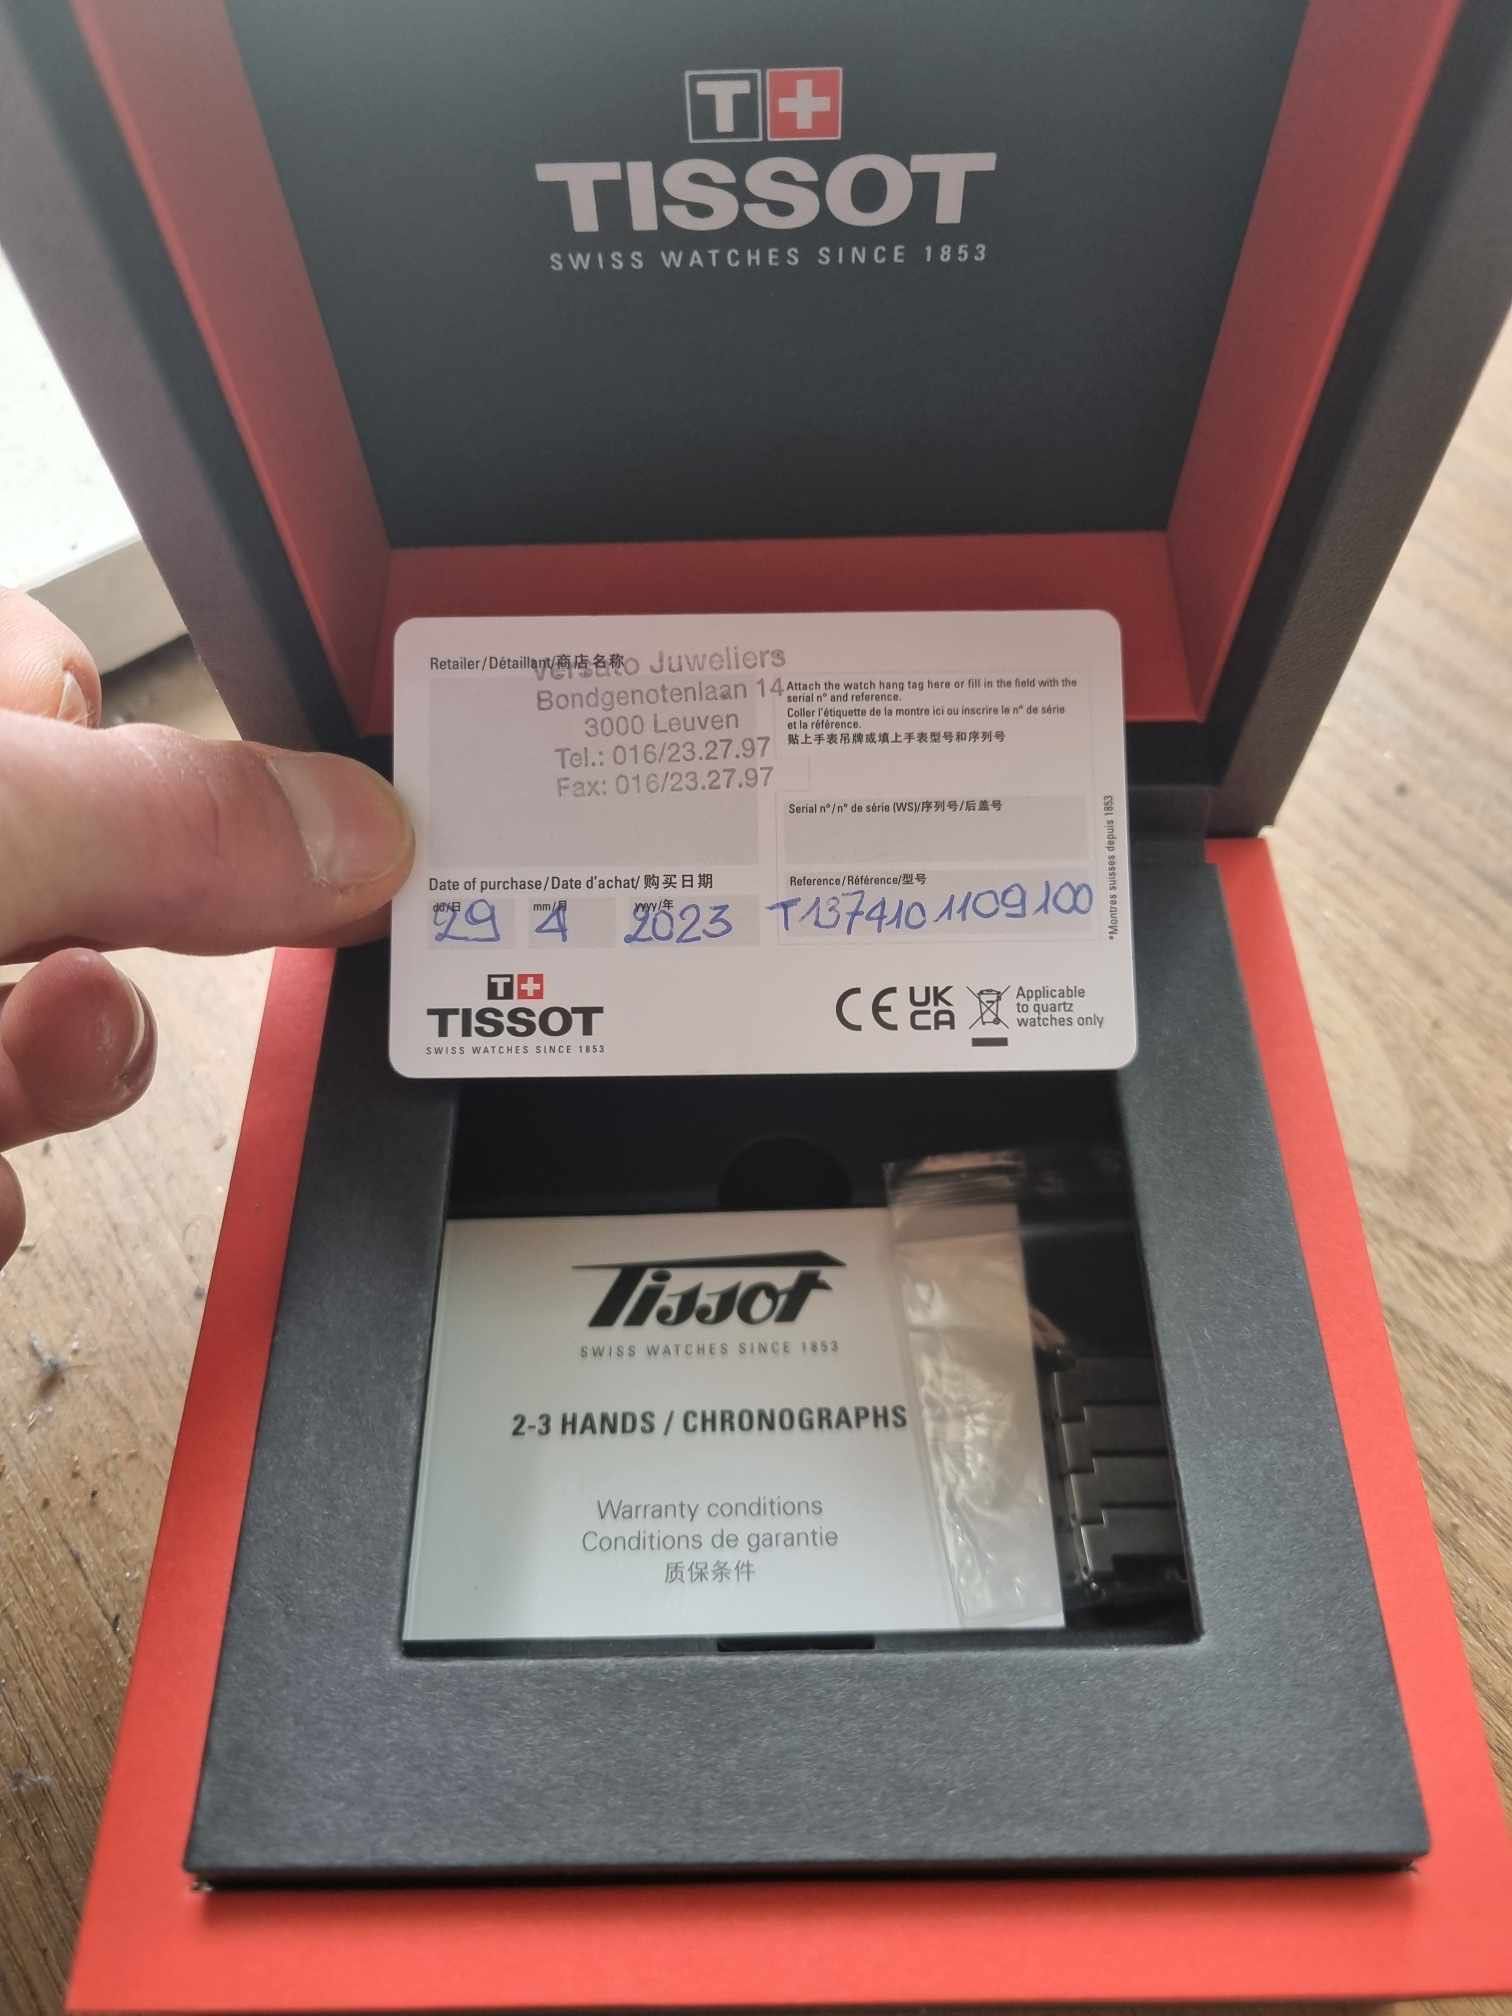 T+
TISSOT
SWISS WATCHES SINCE 1853
Retailer/Détaillant/商店名称
Versato Juweliers
Bondgenotenlaan 14
3000 Leuven
Tel.: 016/23.27.97
Fax: 016/23.27.97
Attach the watch hang tag here or fill in the field with the
serial n° and reference.
Coller l'étiquette de la montre ici ou inscrire le n° de série
et la référence.
贴上手表吊牌或填上手表型号和序列号
Serial n°/n° de série (WS)/序列号/后盖号
Date of purchase/Date d'achat/购买日期
dd/日 mm/月 yyyy/年
29 4 2023
Reference/Référence/型号
T1374101109100
*Montres suisses depuis 1853
T+
TISSOT
SWISS WATCHES SINCE 1853
CE UK CA
Applicable
to quartz
watches only
Tissot
SWISS WATCHES SINCE 1853
2-3 HANDS / CHRONOGRAPHS
Warranty conditions
Conditions de garantie
质保条件